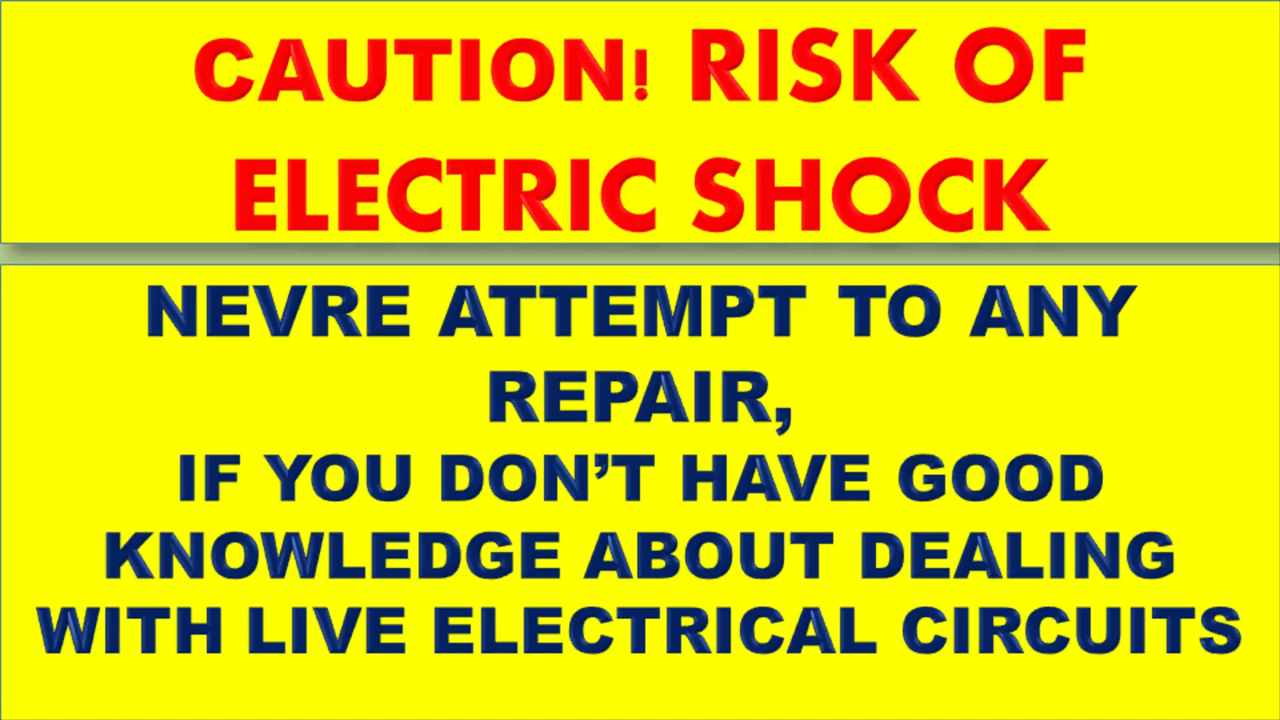 CAUTION! RISK OF
ELECTRIC SHOCK
NEVRE ATTEMPT TO ANY
REPAIR,
IF YOU DON’T HAVE GOOD
KNOWLEDGE ABOUT DEALING
WITH LIVE ELECTRICAL CIRCUITS